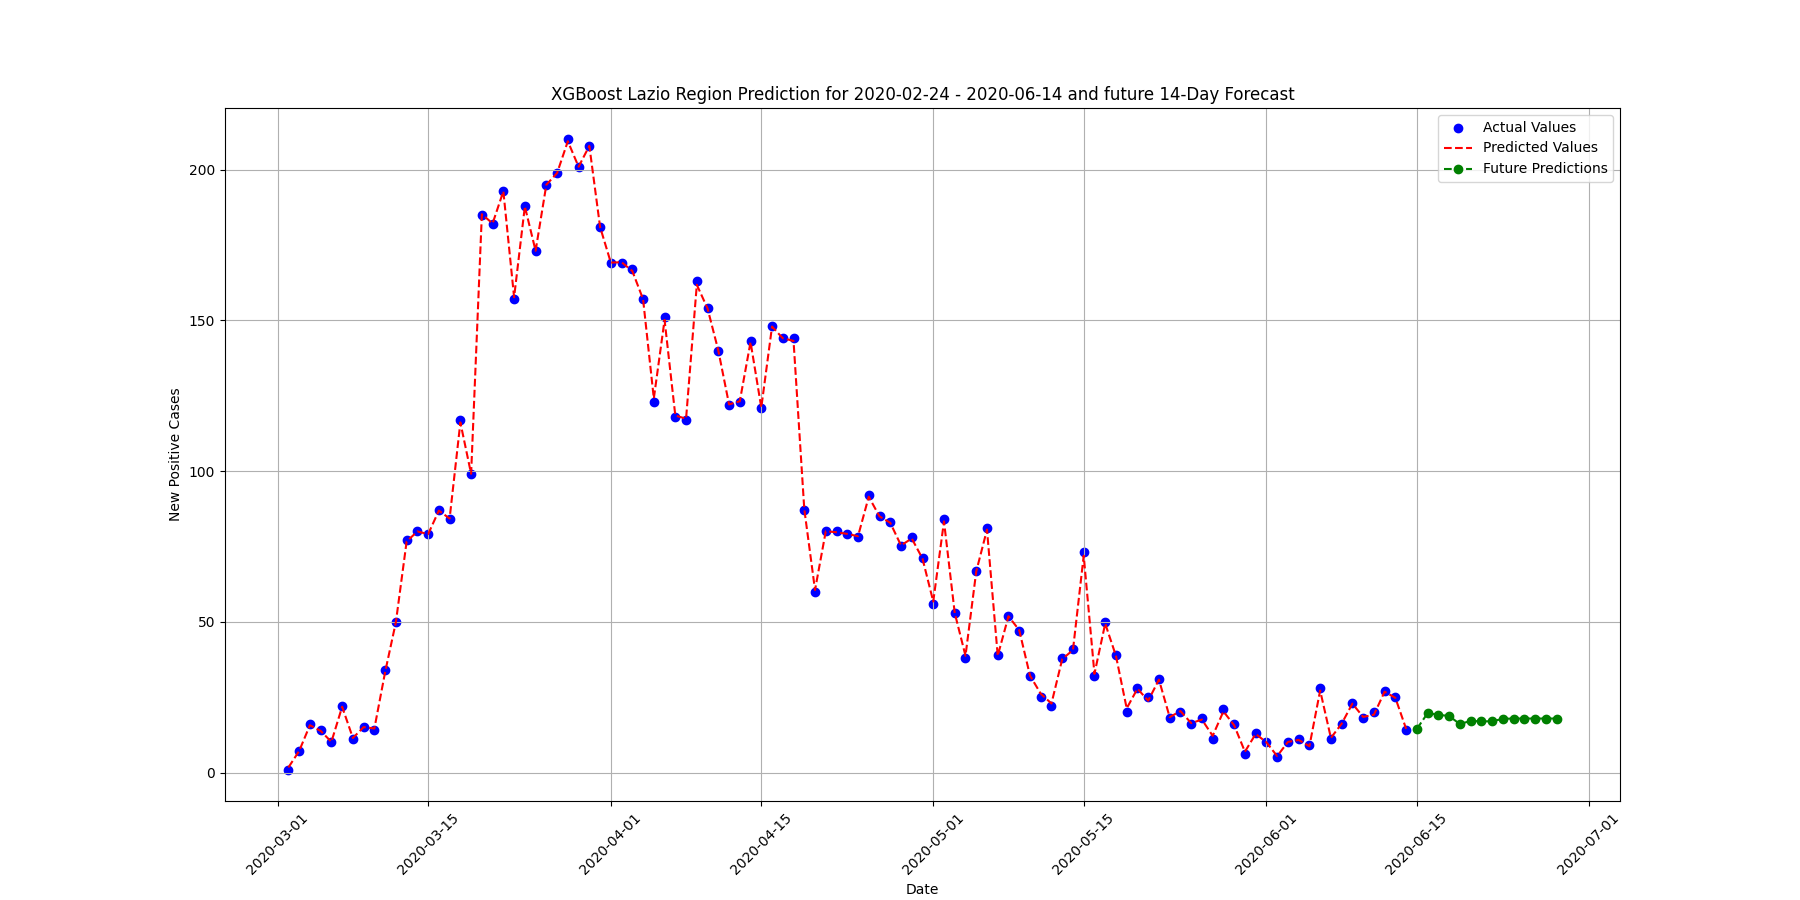 XGBoost Lazio Region Prediction for 2020-02-24 - 2020-06-14 and future 14-Day Forecast
Actual Values
Predicted Values
Future Predictions
New Positive Cases
200
150
100
50
0
2020-03-01
2020-03-15
2020-04-01
2020-04-15
2020-05-01
2020-05-15
2020-06-01
2020-06-15
2020-07-01
Date